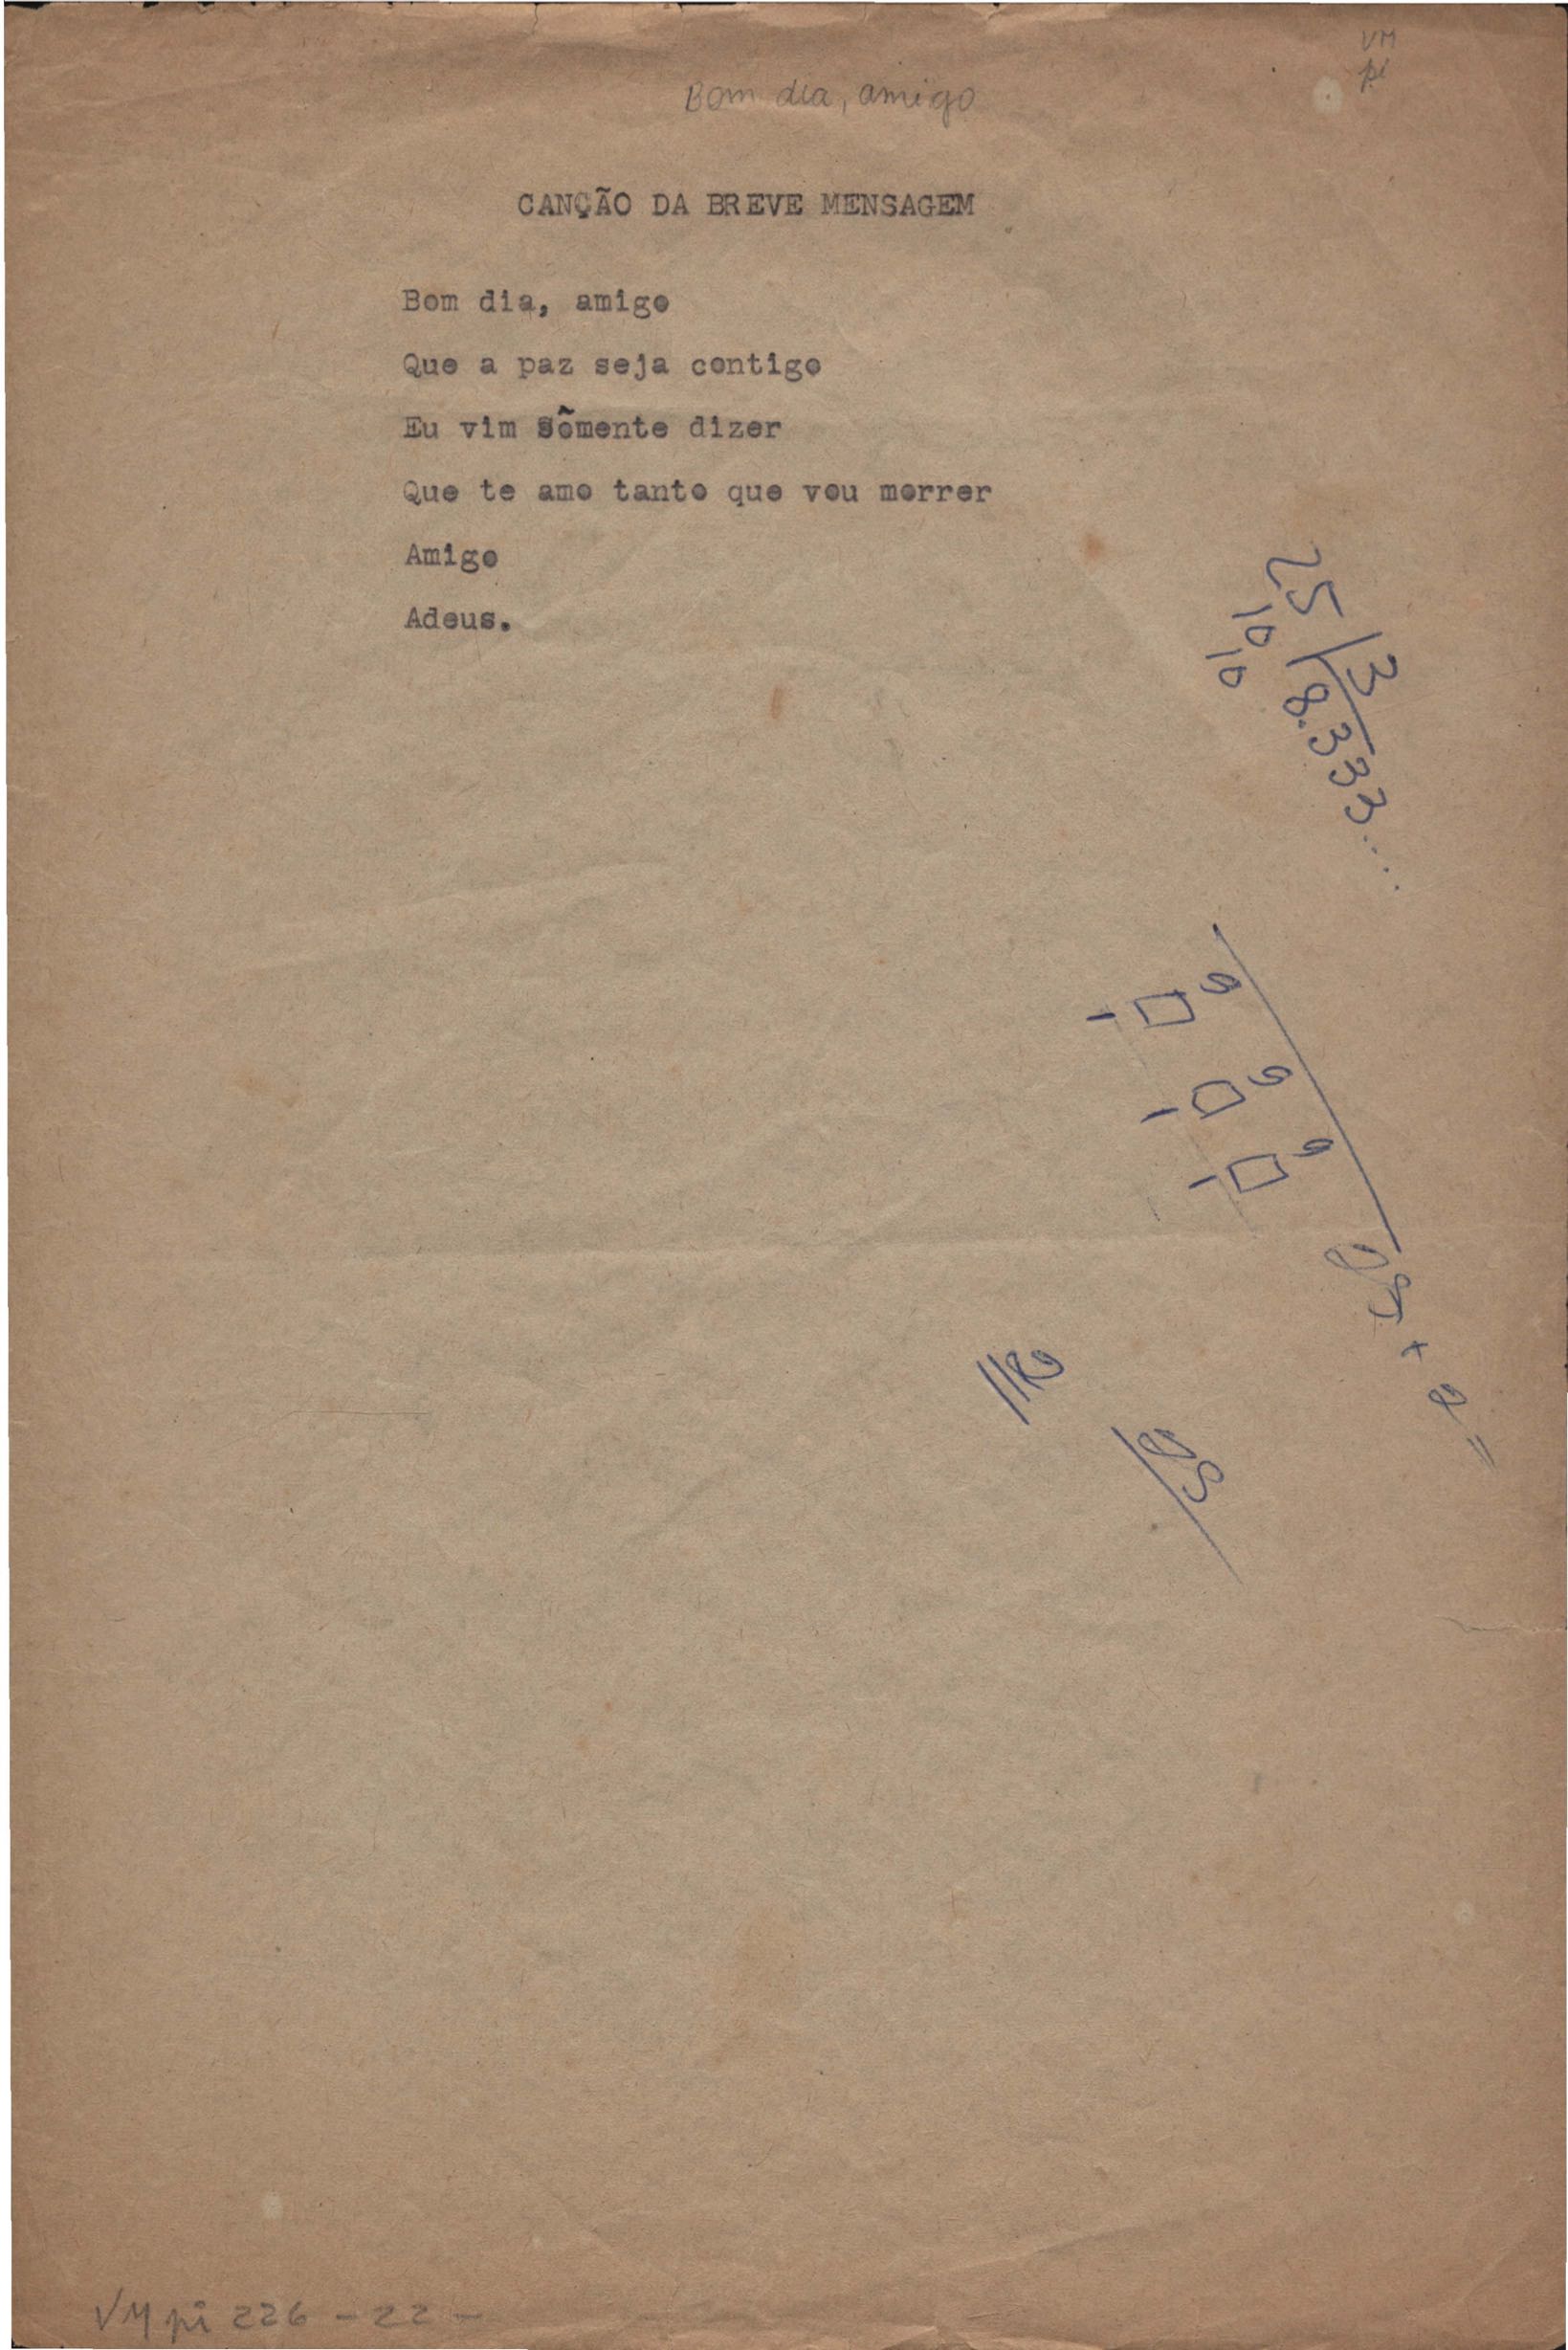 VM
pi
Bom dia, amigo
CANÇÃO DA BREVE MENSAGEM
Bom dia, amigo
Que a paz seja contigo
Eu vim sõmente dizer
Que te amo tanto que vou morrer
Amigo
Adeus.
25 3
10 8.333...
10
VM pi 226 - 22 -